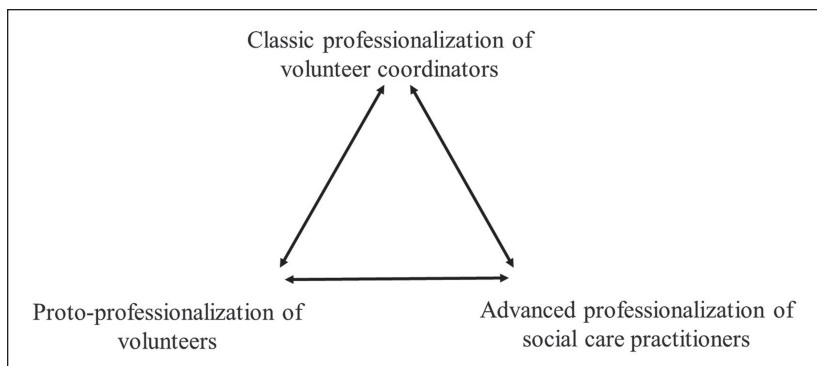 Classic professionalization of
volunteer coordinators
Proto-professionalization of
volunteers
Advanced professionalization of
social care practitioners